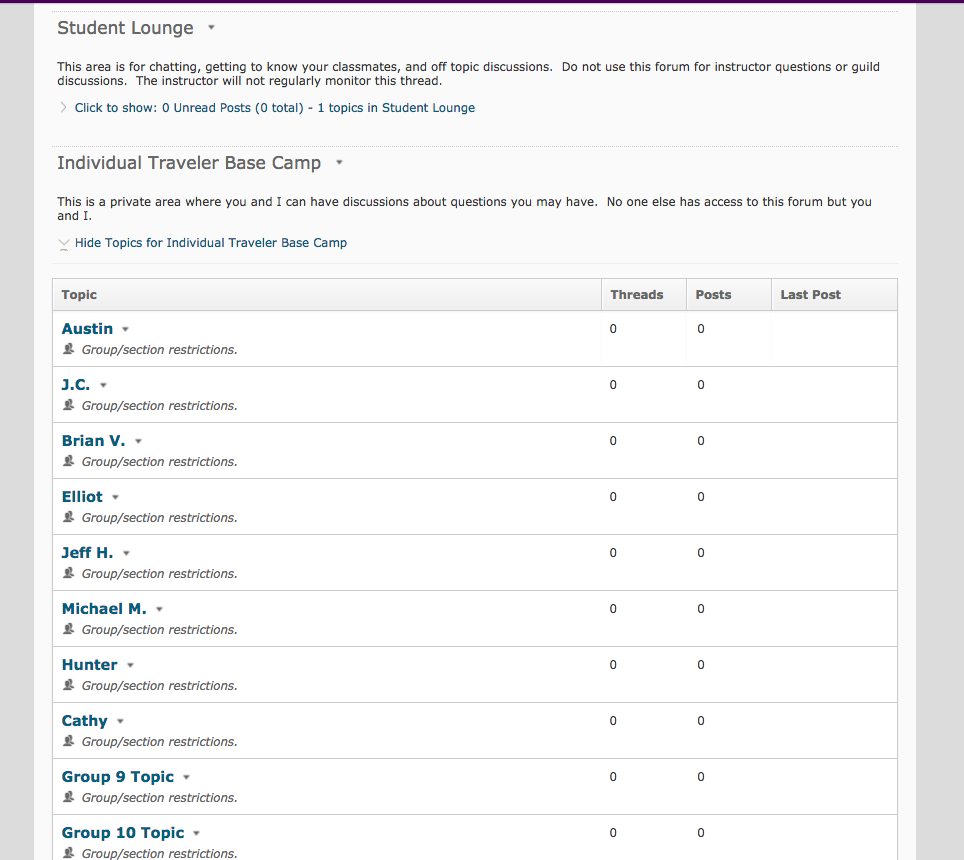 Student Lounge
This area is for chatting, getting to know your classmates, and off topic discussions.  Do not use this forum for instructor questions or guild
discussions.  The instructor will not regularly monitor this thread.
Click to show: 0 Unread Posts (0 total) - 1 topics in Student Lounge
Individual Traveler Base Camp
This is a private area where you and I can have discussions about questions you may have.  No one else has access to this forum but you
and I.
Hide Topics for Individual Traveler Base Camp
Topic Threads Posts Last Post
Austin 0 0
Group/section restrictions.
J.C. 0 0
Group/section restrictions.
Brian V. 0 0
Group/section restrictions.
Elliot 0 0
Group/section restrictions.
Jeff H. 0 0
Group/section restrictions.
Michael M. 0 0
Group/section restrictions.
Hunter 0 0
Group/section restrictions.
Cathy 0 0
Group/section restrictions.
Group 9 Topic 0 0
Group/section restrictions.
Group 10 Topic 0 0
Group/section restrictions.